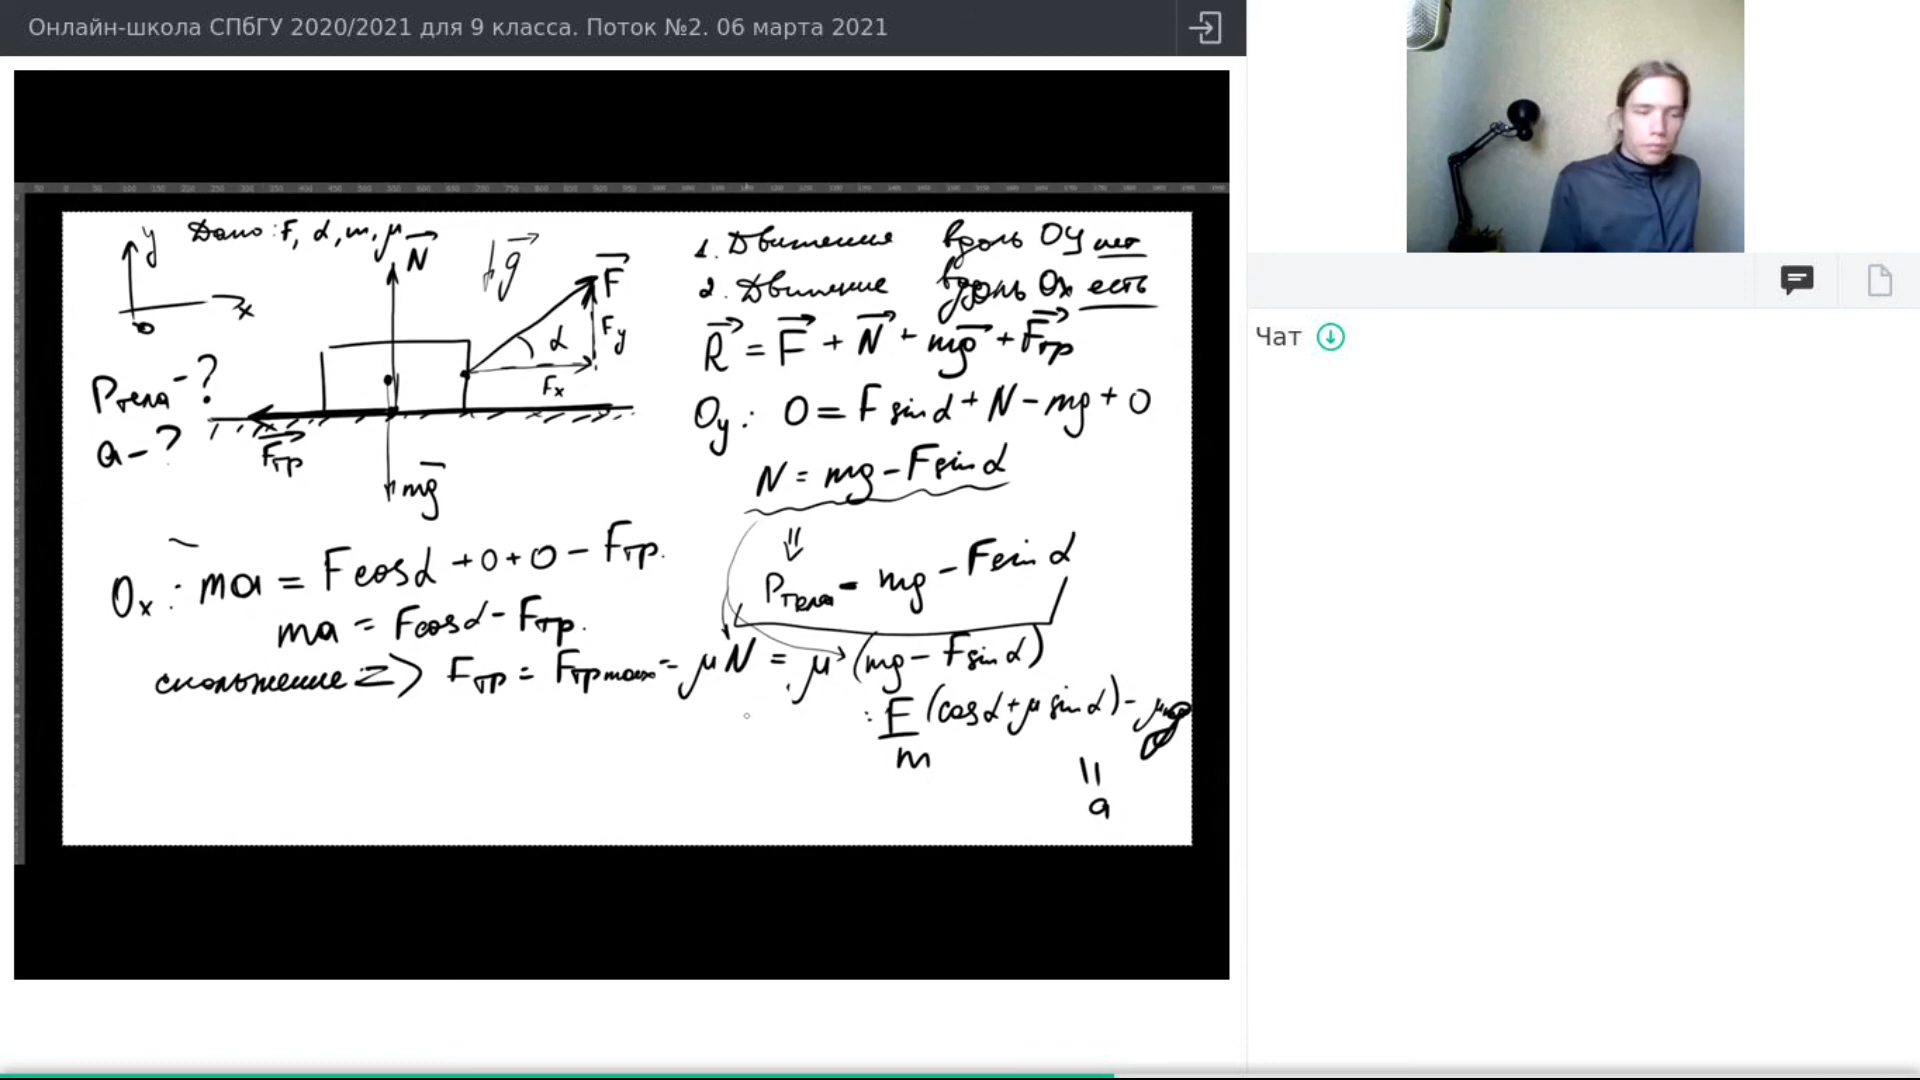 Онлайн-школа СПбГУ 2020/2021 для 9 класса. Поток №2. 06 марта 2021
Чат
y
x
0
Дано: F, α, m, μ
N
g
F
Fy
α
Fx
Pтела - ?
a - ?
Fтр
mg
1. Движения вдоль OY нет
2. Движение вдоль Ox есть
R = F + N + mg + Fтр
Oy: 0 = F sin α + N - mg + 0
N = mg - F sin α
⇓
Pтела = mg - F sin α
Ox: ma = F cos α + 0 + 0 - Fтр.
ma = F cos α - Fтр.
скольжение => Fтр = Fтр max = μN = μ (mg - F sin α)
: F/m (cos α + μ sin α) - μg
||
a